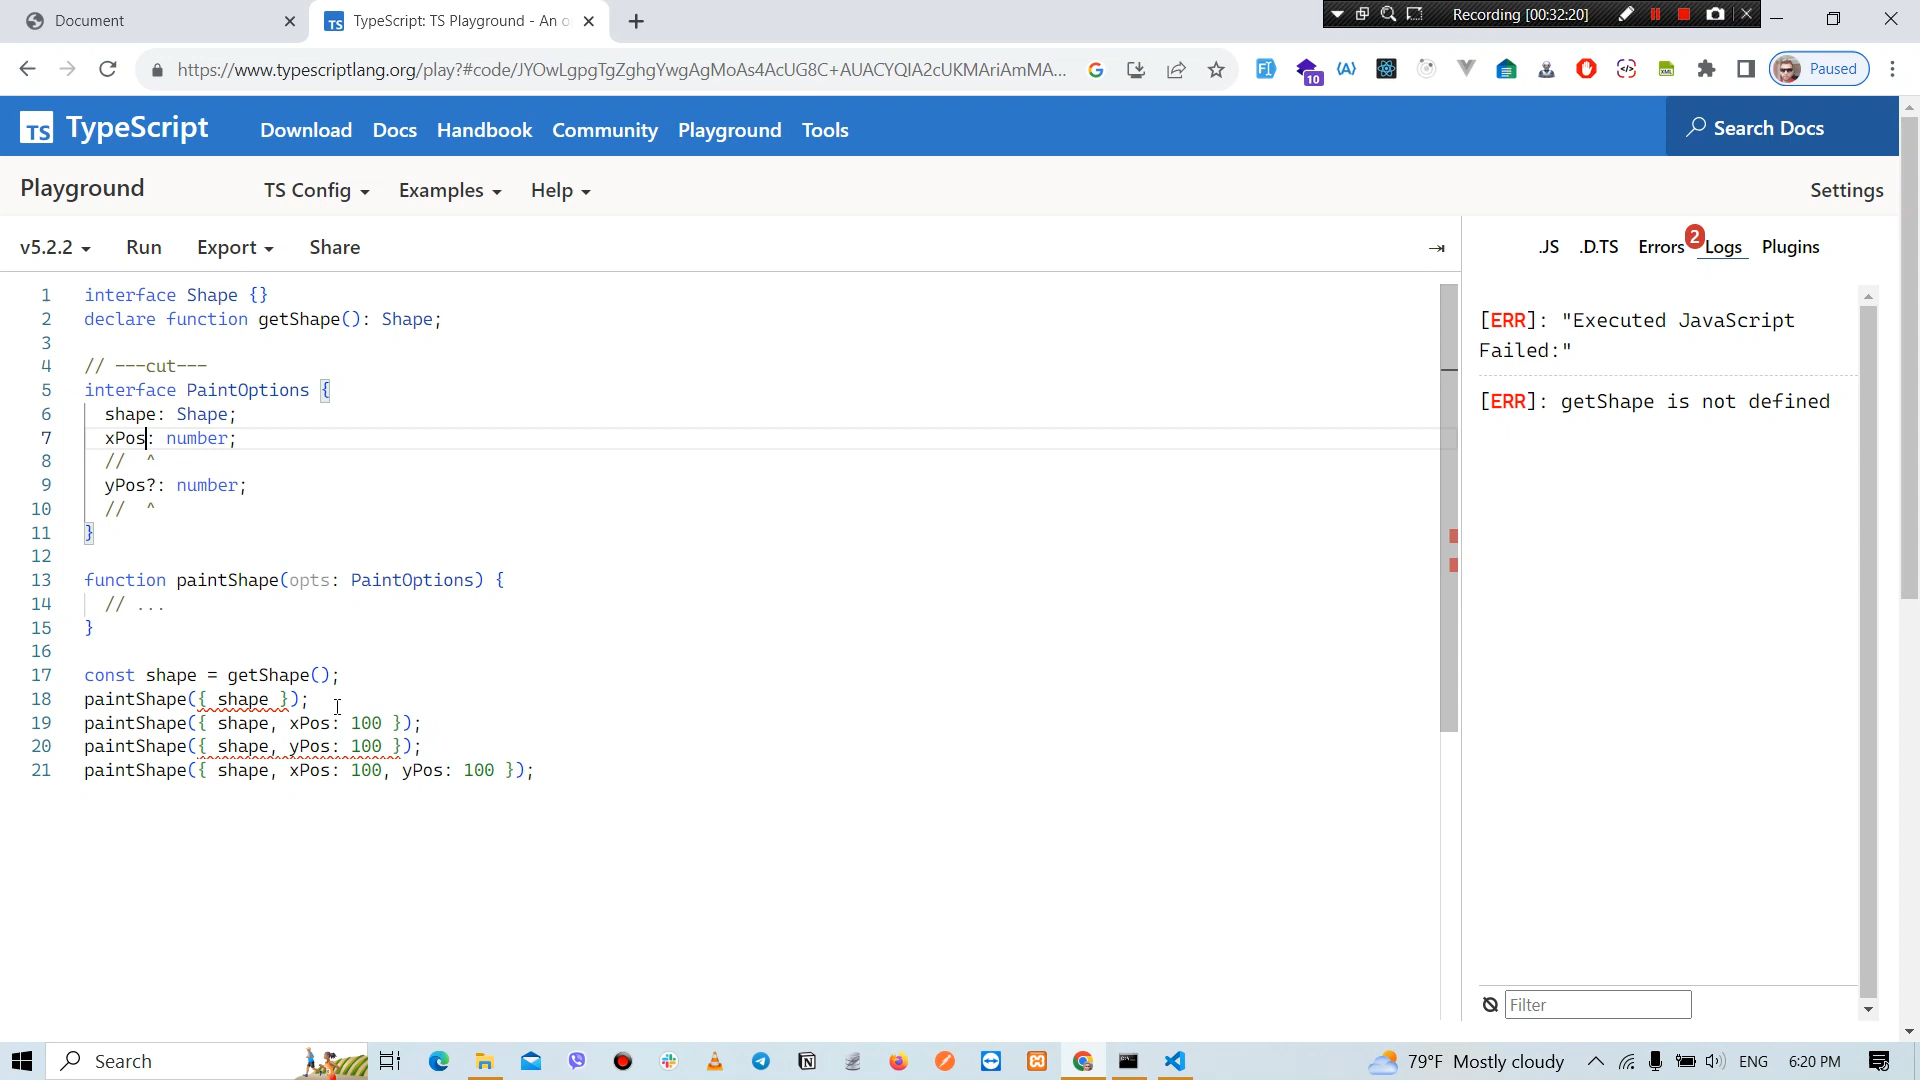 Document
TypeScript: TS Playground - An o
Recording [00:32:20]
https://www.typescriptlang.org/play?#code/JYOwLgpgTgZghgYwgAgMoAs4AcUG8C+AUACYQIA2cUKMAriAmMA...
10
Paused
TS TypeScript
Download Docs Handbook Community Playground Tools
Search Docs
Playground
TS Config Examples Help
Settings
v5.2.2 Run Export Share
.JS .D.TS Errors 2 Logs Plugins
1 interface Shape {}
2 declare function getShape(): Shape;
3
4 // ---cut---
5 interface PaintOptions {
6 shape: Shape;
7 xPos: number;
8 // ^
9 yPos?: number;
10 // ^
11 }
12
13 function paintShape(opts: PaintOptions) {
14 // ...
15 }
16
17 const shape = getShape();
18 paintShape({ shape });
19 paintShape({ shape, xPos: 100 });
20 paintShape({ shape, yPos: 100 });
21 paintShape({ shape, xPos: 100, yPos: 100 });
[ERR]: "Executed JavaScript
Failed:"
[ERR]: getShape is not defined
Filter
Search
79°F Mostly cloudy
ENG
6:20 PM